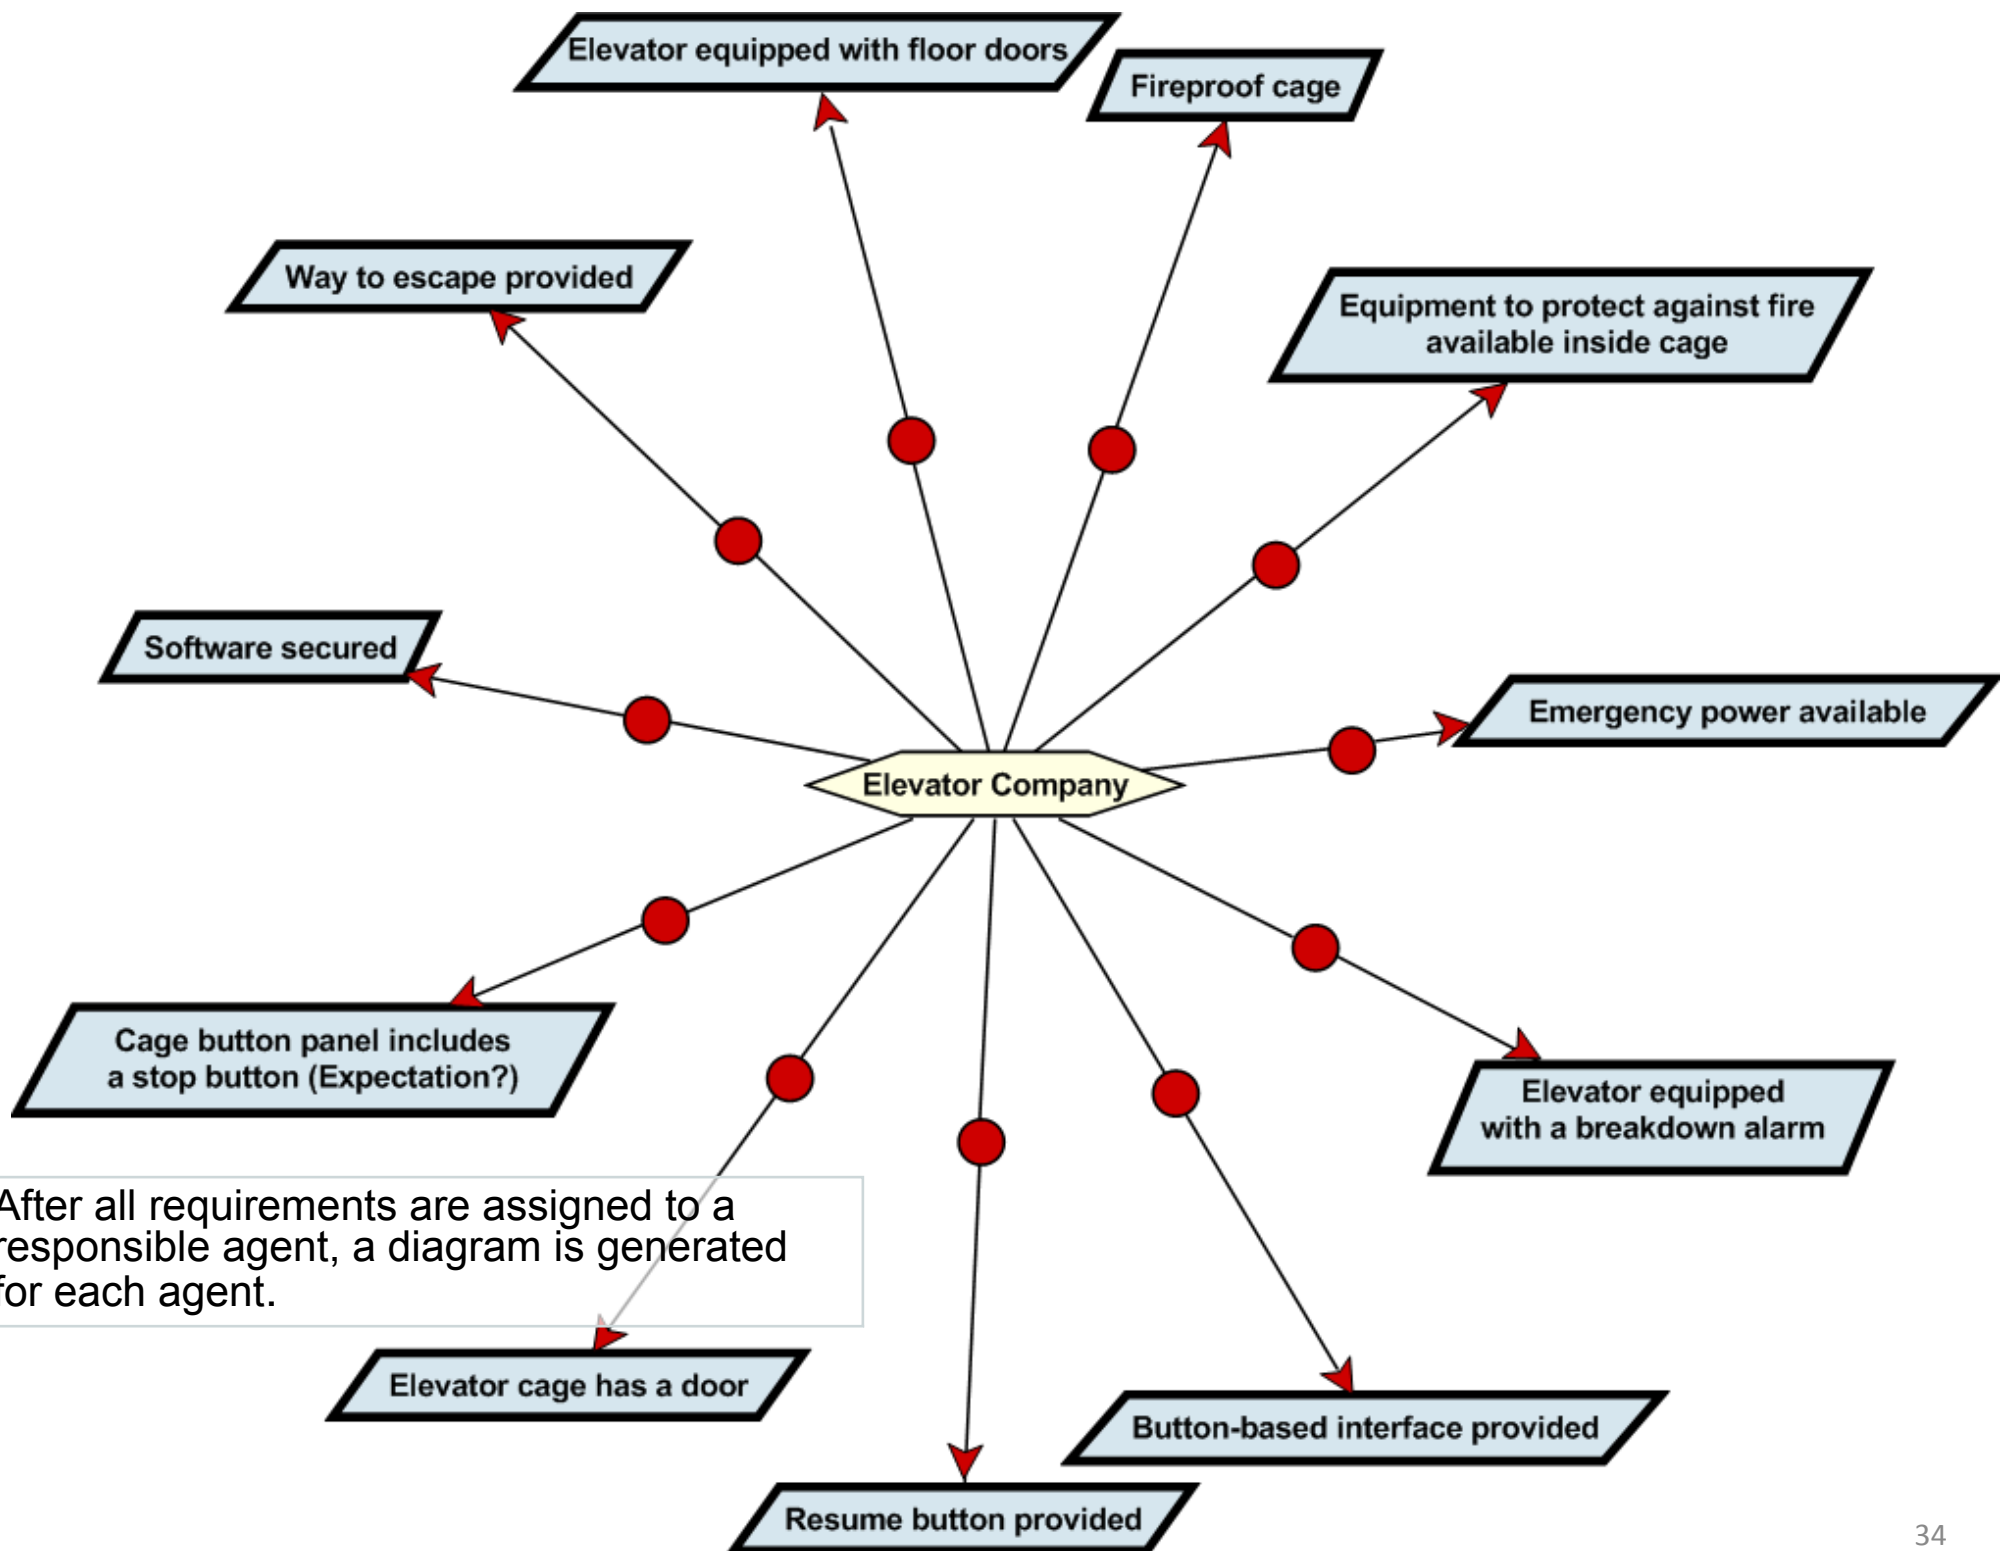 Elevator equipped with floor doors
Fireproof cage
Way to escape provided
Equipment to protect against fire
available inside cage
Software secured
Emergency power available
Elevator Company
Cage button panel includes
a stop button (Expectation?)
Elevator equipped
with a breakdown alarm
After all requirements are assigned to a
responsible agent, a diagram is generated
for each agent.
Elevator cage has a door
Button-based interface provided
Resume button provided
34